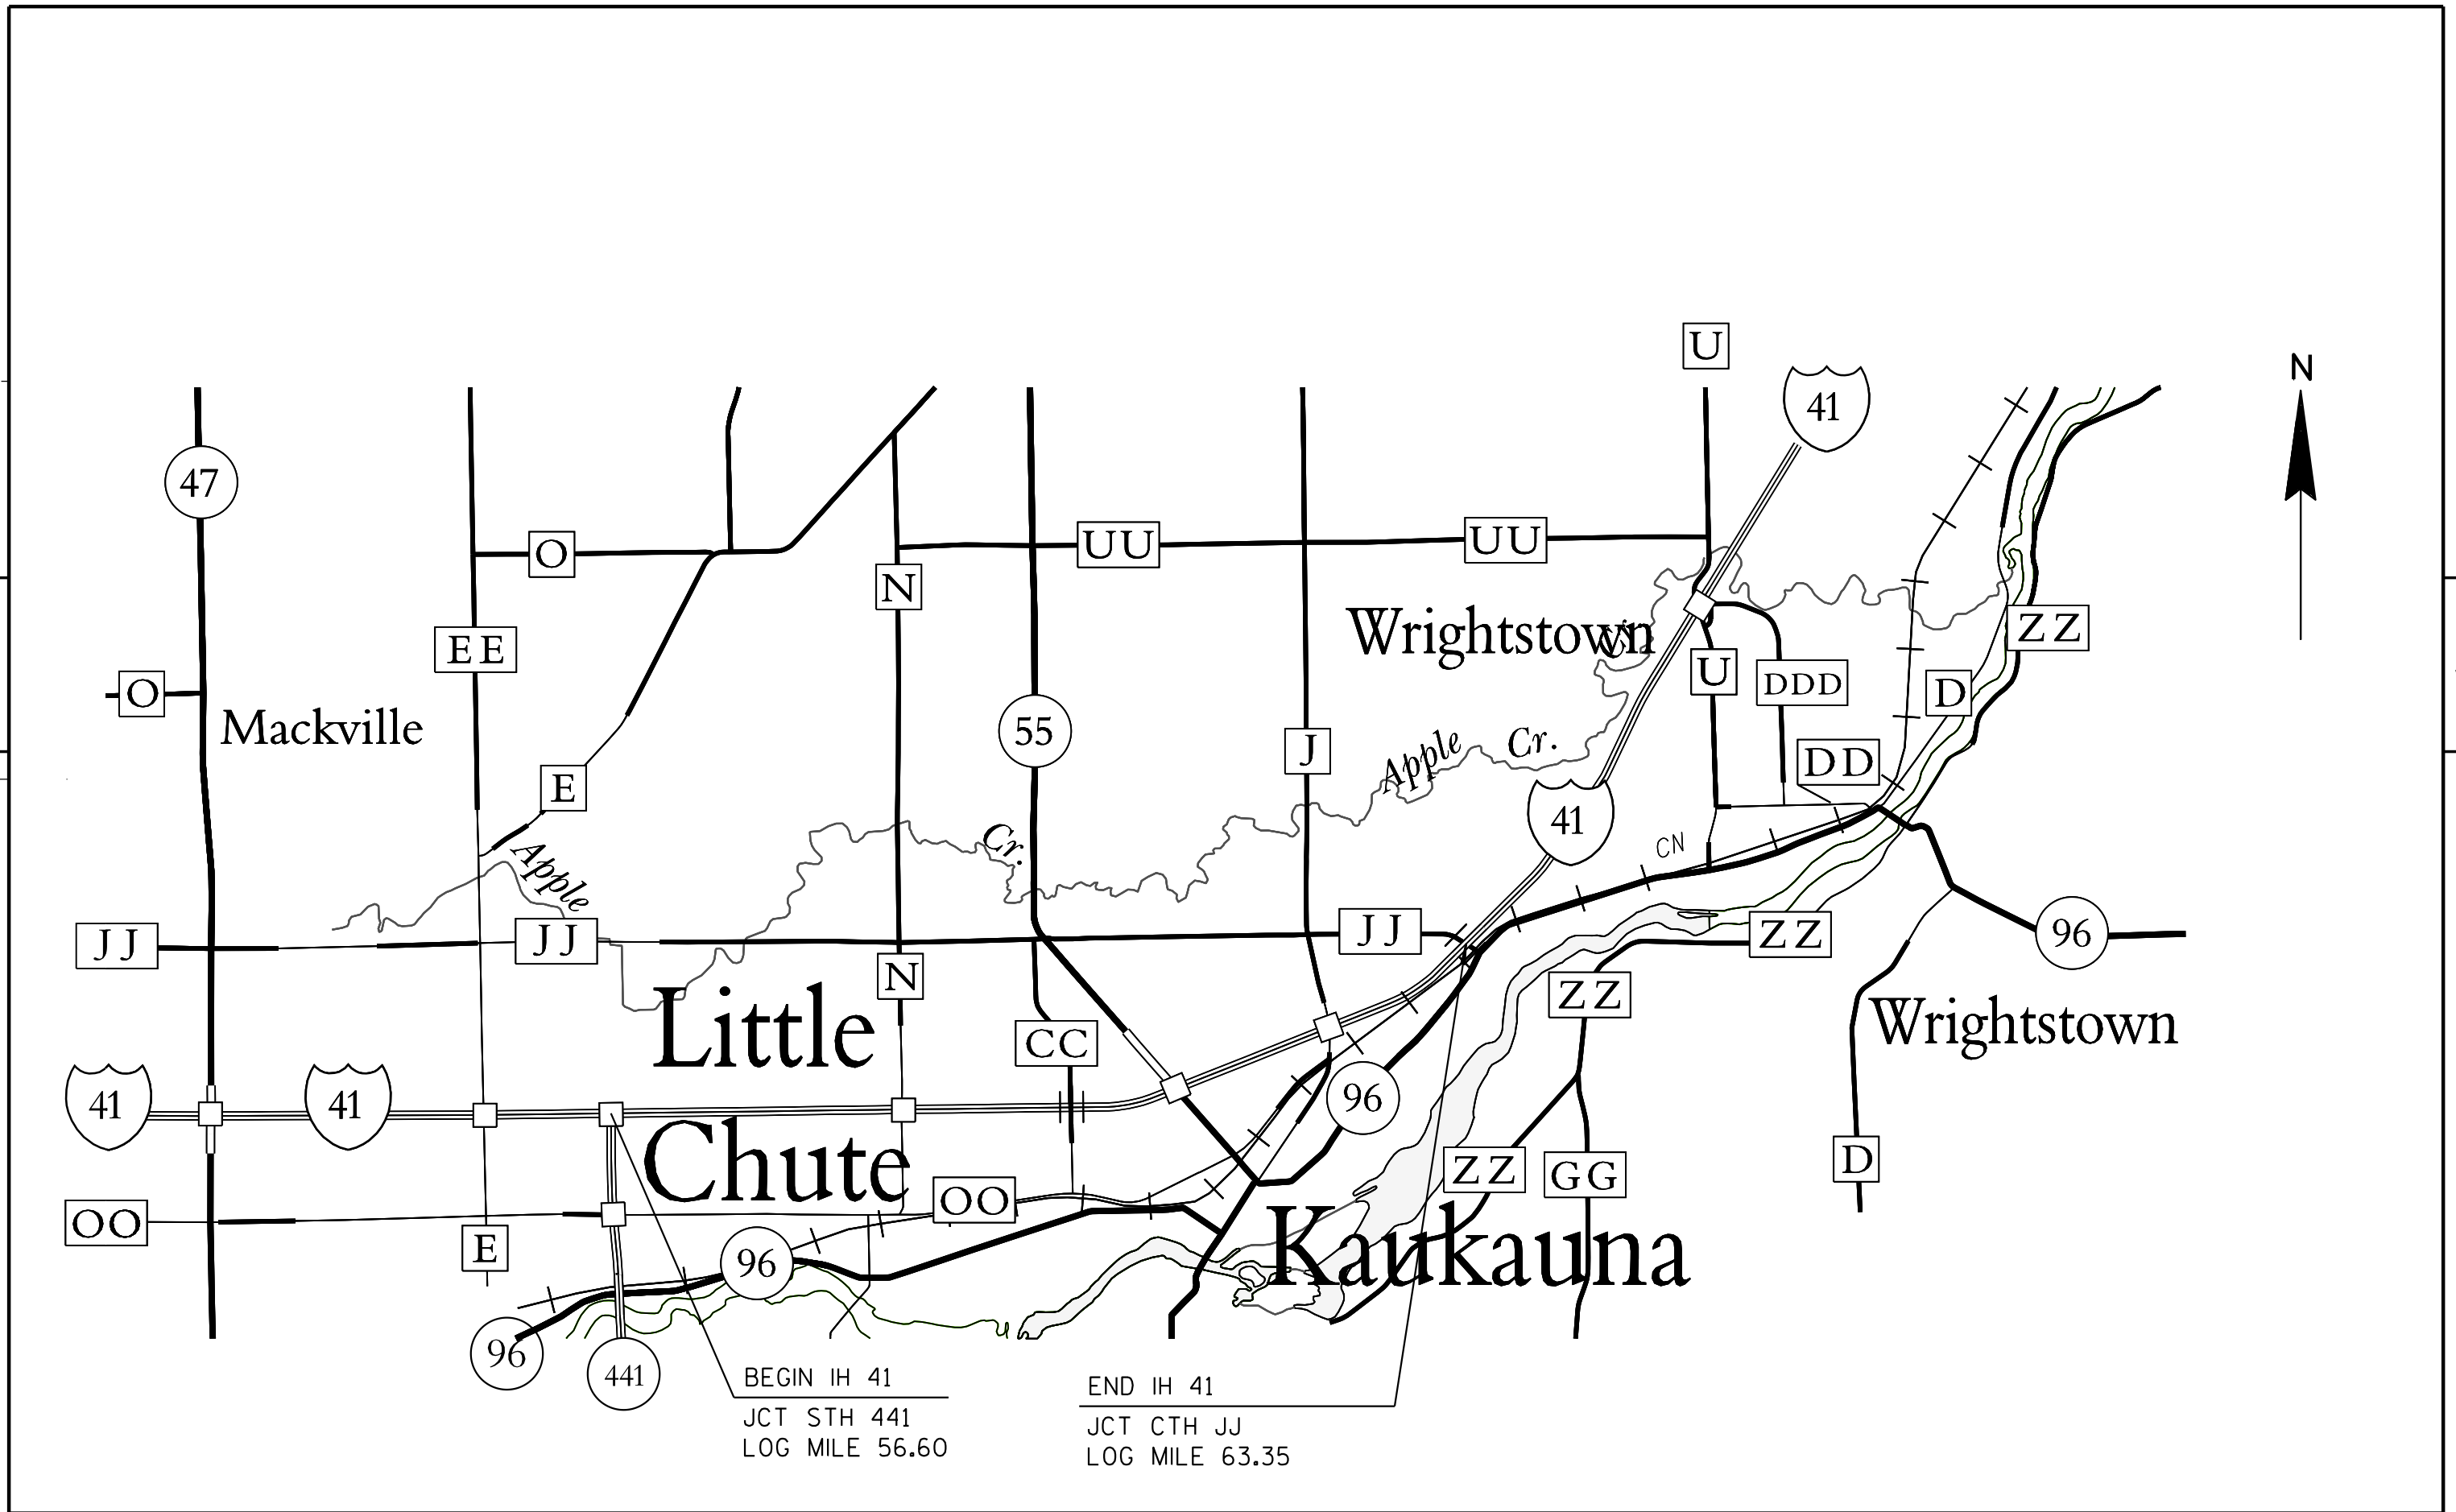 U
41
N
47
O
UU
UU
N
Wrightstown
Cr.
ZZ
EE
U
DDD
D
O
Mackville
55
J
Apple
Cr.
DD
E
41
CN
Cr.
Apple
JJ
JJ
JJ
ZZ
96
N
ZZ
Little
CC
Wrightstown
41
41
96
Chute
ZZ
GG
D
OO
OO
E
96
Kaukauna
96
441
BEGIN IH 41
JCT STH 441
LOG MILE 56.60
END IH 41
JCT CTH JJ
LOG MILE 63.35